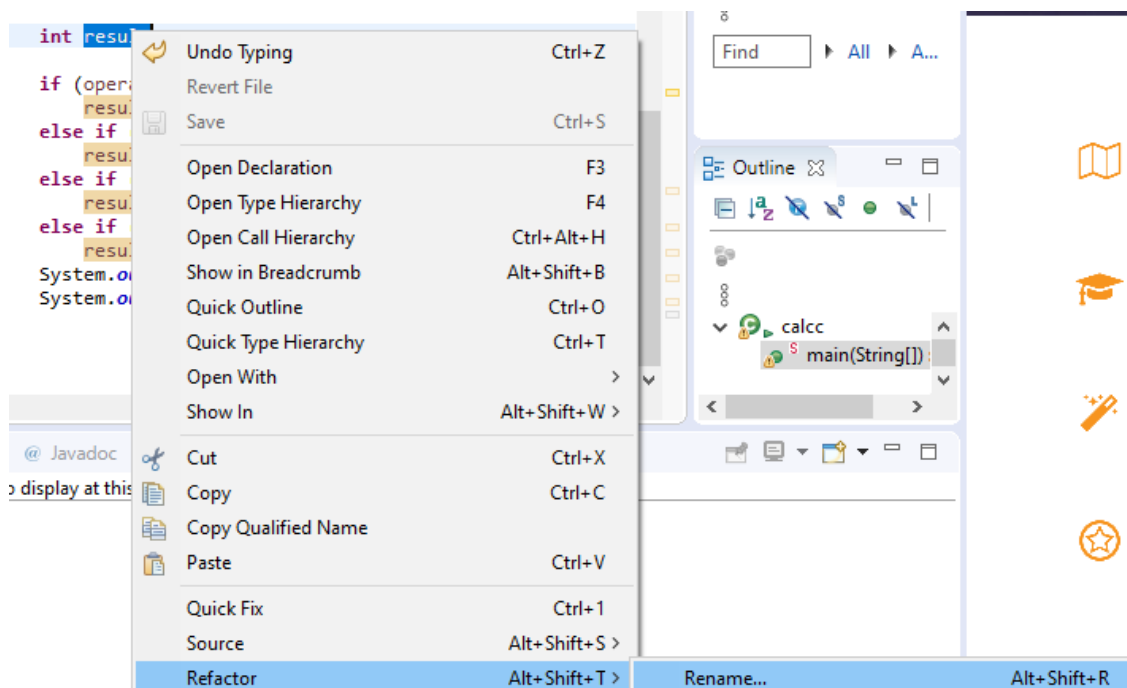 int resul
if (opera
resul
else if
resul
else if
resul
else if
resul
System.ou
System.ou
Undo Typing Ctrl+Z
Revert File
Save Ctrl+S
Open Declaration F3
Open Type Hierarchy F4
Open Call Hierarchy Ctrl+Alt+H
Show in Breadcrumb Alt+Shift+B
Quick Outline Ctrl+O
Quick Type Hierarchy Ctrl+T
Open With >
Show In Alt+Shift+W >
Cut Ctrl+X
Copy Ctrl+C
Copy Qualified Name
Paste Ctrl+V
Quick Fix Ctrl+1
Source Alt+Shift+S >
Refactor Alt+Shift+T >
Rename... Alt+Shift+R
Find All A...
Outline
calcc
main(String[]) :
@ Javadoc
o display at this